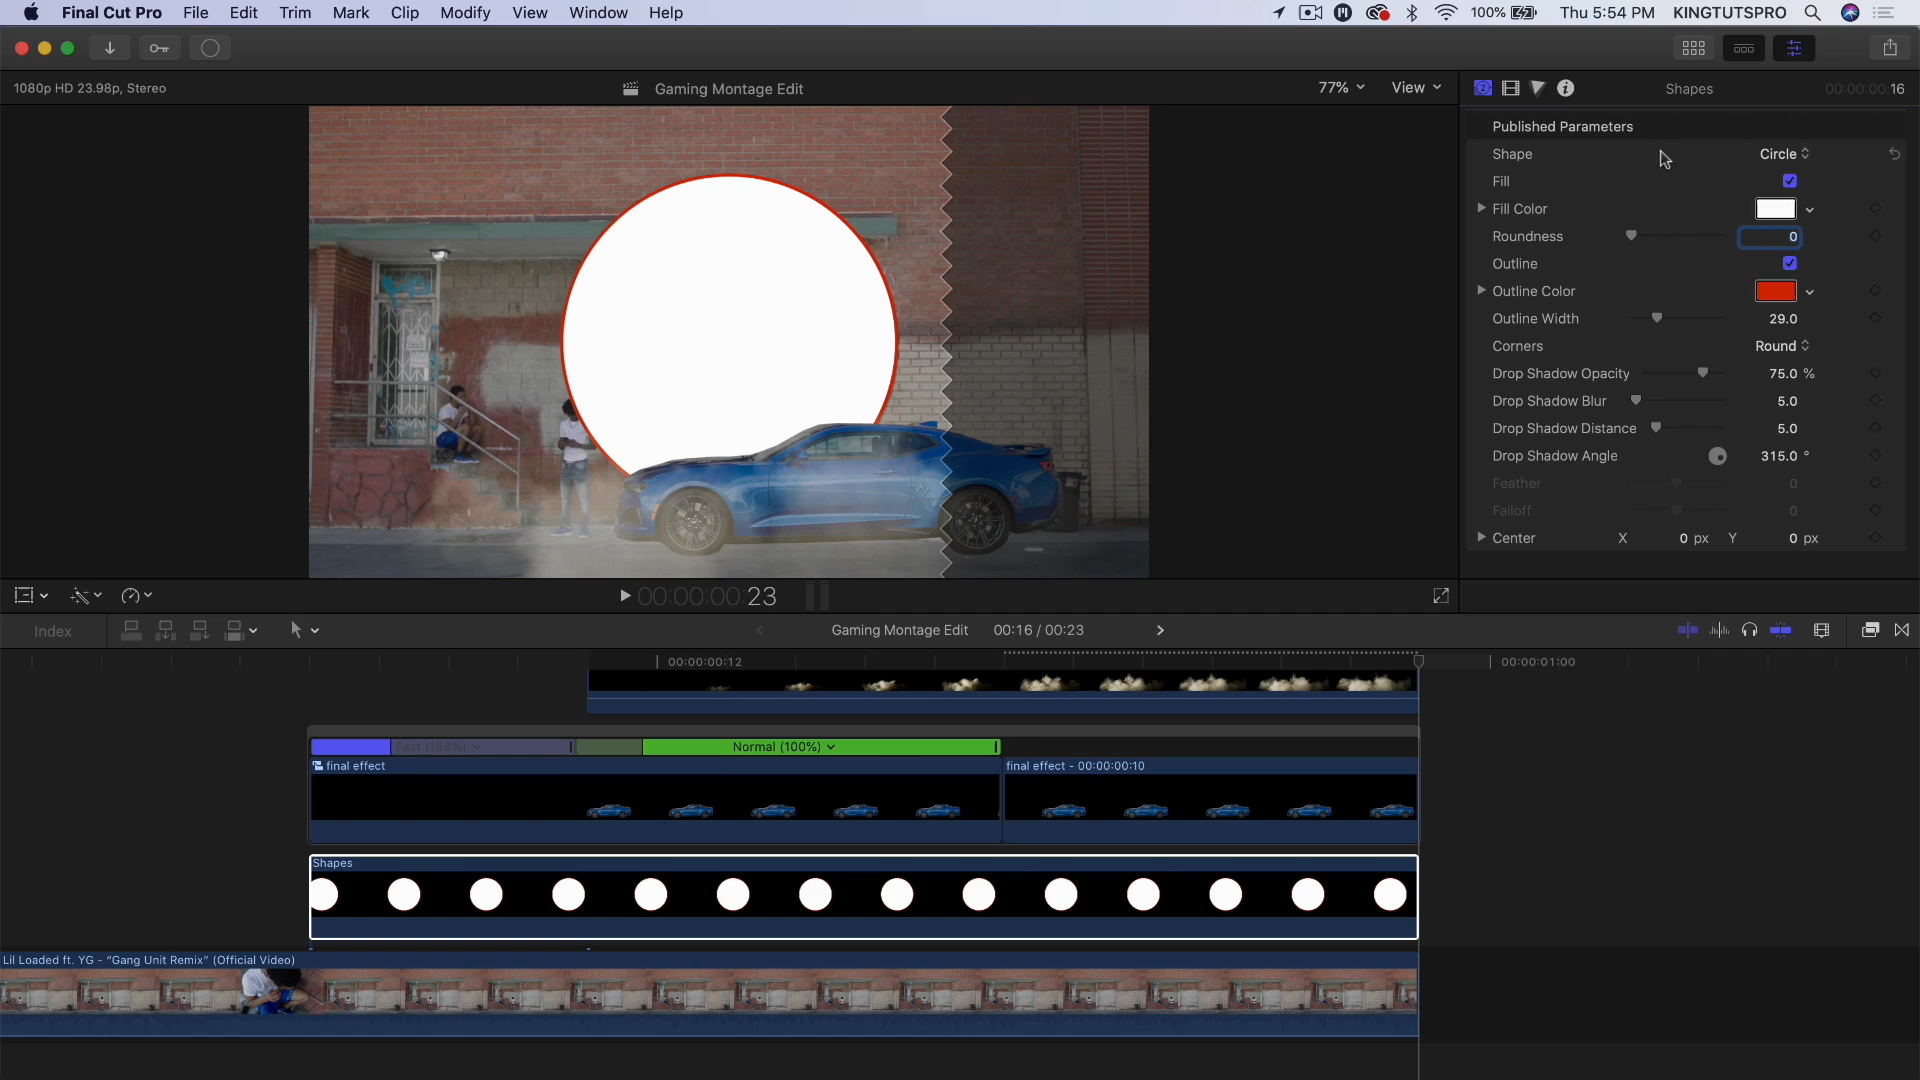 Final Cut Pro File Edit Trim Mark Clip Modify View Window Help 100% Thu 5:54 PM KINGTUTSPRO
1080p HD 23.98p, Stereo Gaming Montage Edit 77% View Shapes 00:00:00:16
Published Parameters
Shape Circle
Fill
Fill Color
Roundness 0
Outline
Outline Color
Outline Width 29.0
Corners Round
Drop Shadow Opacity 75.0 %
Drop Shadow Blur 5.0
Drop Shadow Distance 5.0
Drop Shadow Angle 315.0 °
Feather 0
Falloff 0
Center X 0 px Y 0 px
00:00:00:23
Index Gaming Montage Edit 00:16 / 00:23
00:00:00:12 00:00:01:00
Fast (188%) Normal (100%)
final effect final effect - 00:00:00:10
Shapes
Lil Loaded ft. YG - "Gang Unit Remix" (Official Video)